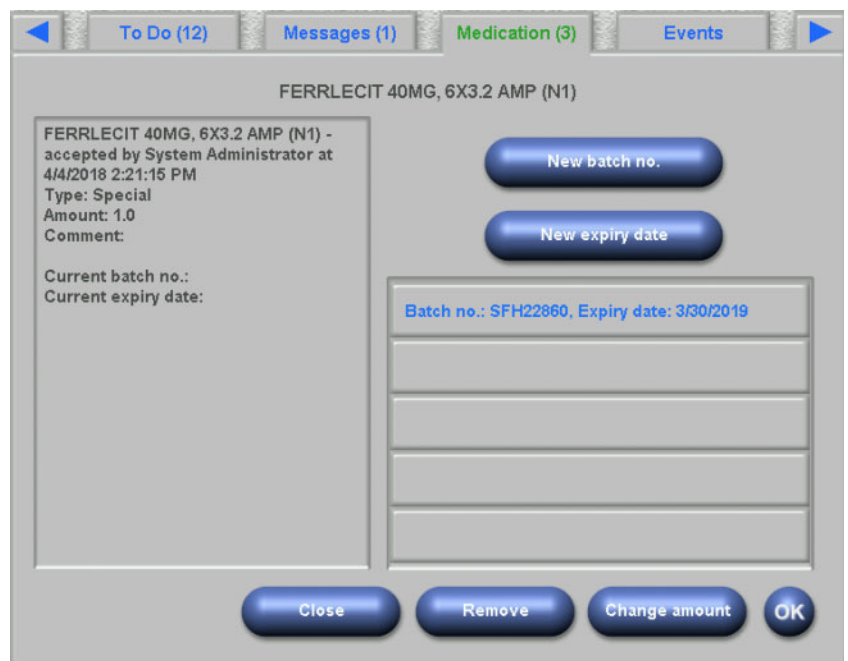 To Do (12)
Messages (1)
Medication (3)
Events
FERRLECIT 40MG, 6X3.2 AMP (N1)
FERRLECIT 40MG, 6X3.2 AMP (N1) -
accepted by System Administrator at
4/4/2018 2:21:15 PM
Type: Special
Amount: 1.0
Comment:
Current batch no.:
Current expiry date:
New batch no.
New expiry date
Batch no.: SFH22860, Expiry date: 3/30/2019
Close
Remove
Change amount
OK